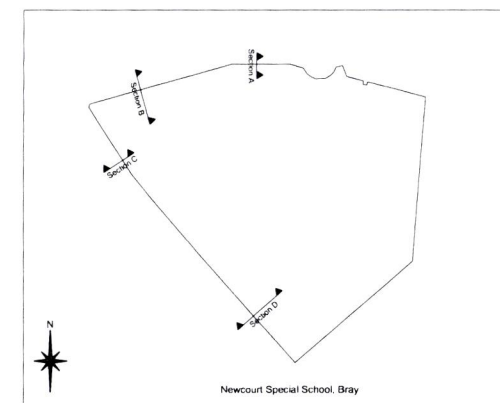 Section A
Section B
Section C
Section D
N
Newcourt Special School, Bray